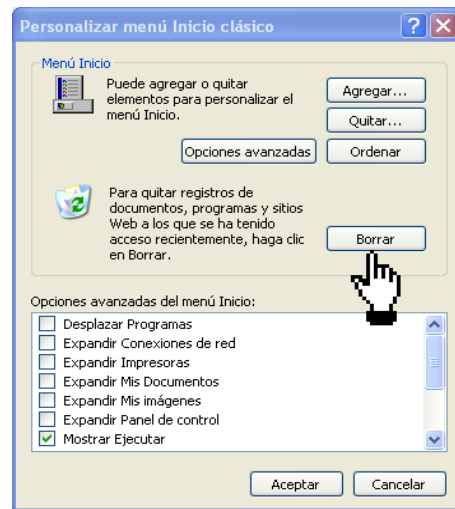 Personalizar menú Inicio clásico
Menú Inicio
Puede agregar o quitar
elementos para personalizar el
menú Inicio.
Agregar...
Quitar...
Opciones avanzadas
Ordenar
Para quitar registros de
documentos, programas y sitios
Web a los que se ha tenido
acceso recientemente, haga clic
en Borrar.
Borrar
Opciones avanzadas del menú Inicio:
Desplazar Programas
Expandir Conexiones de red
Expandir Impresoras
Expandir Mis Documentos
Expandir Mis imágenes
Expandir Panel de control
Mostrar Ejecutar
Aceptar
Cancelar